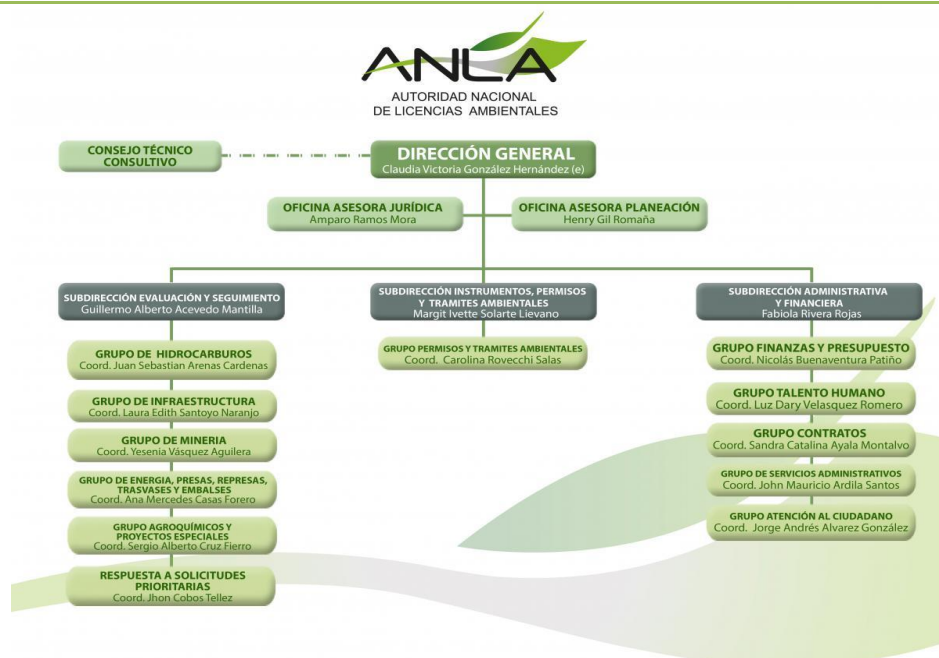 ANLA
AUTORIDAD NACIONAL
DE LICENCIAS AMBIENTALES
CONSEJO TÉCNICO
CONSULTIVO
DIRECCIÓN GENERAL
Claudia Victoria González Hernández (e)
OFICINA ASESORA JURÍDICA
Amparo Ramos Mora
OFICINA ASESORA PLANEACIÓN
Henry Gil Romaña
SUBDIRECCIÓN EVALUACIÓN Y SEGUIMIENTO
Guillermo Alberto Acevedo Mantilla
GRUPO DE HIDROCARBUROS
Coord. Juan Sebastian Arenas Cardenas
GRUPO DE INFRAESTRUCTURA
Coord. Laura Edith Santoyo Naranjo
GRUPO DE MINERIA
Coord. Yesenia Vásquez Aguilera
GRUPO DE ENERGIA, PRESAS, REPRESAS,
TRASVASES Y EMBALSES
Coord. Ana Mercedes Casas Forero
GRUPO AGROQUÍMICOS Y
PROYECTOS ESPECIALES
Coord. Sergio Alberto Cruz Fierro
RESPUESTA A SOLICITUDES
PRIORITARIAS
Coord. Jhon Cobos Tellez
SUBDIRECCIÓN INSTRUMENTOS, PERMISOS
Y TRAMITES AMBIENTALES
Margit Ivette Solarte Lievano
GRUPO PERMISOS Y TRAMITES AMBIENTALES
Coord. Carolina Rovecchi Salas
SUBDIRECCIÓN ADMINISTRATIVA
Y FINANCIERA
Fabiola Rivera Rojas
GRUPO FINANZAS Y PRESUPUESTO
Coord. Nicolás Buenaventura Patiño
GRUPO TALENTO HUMANO
Coord. Luz Dary Velasquez Romero
GRUPO CONTRATOS
Coord. Sandra Catalina Ayala Montalvo
GRUPO DE SERVICIOS ADMINISTRATIVOS
Coord. John Mauricio Ardila Santos
GRUPO ATENCIÓN AL CIUDADANO
Coord. Jorge Andrés Alvarez González